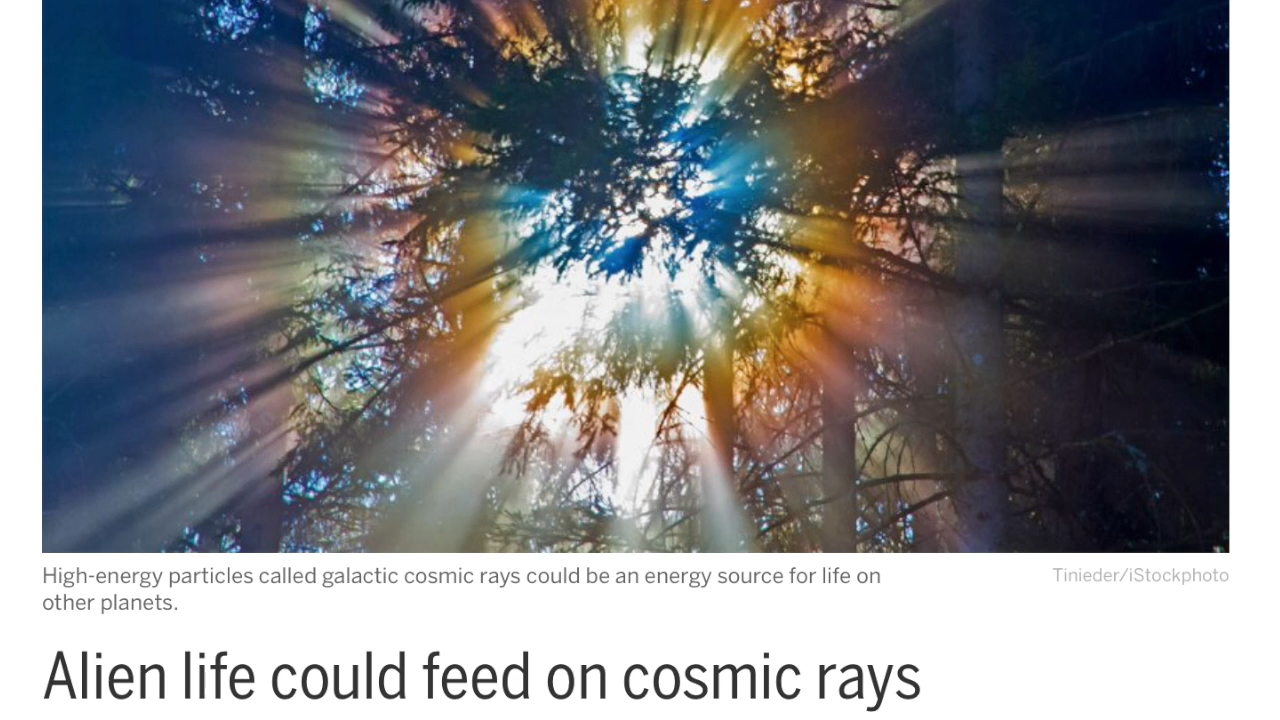 High-energy particles called galactic cosmic rays could be an energy source for life on
other planets.
Tinieder/iStockphoto
Alien life could feed on cosmic rays